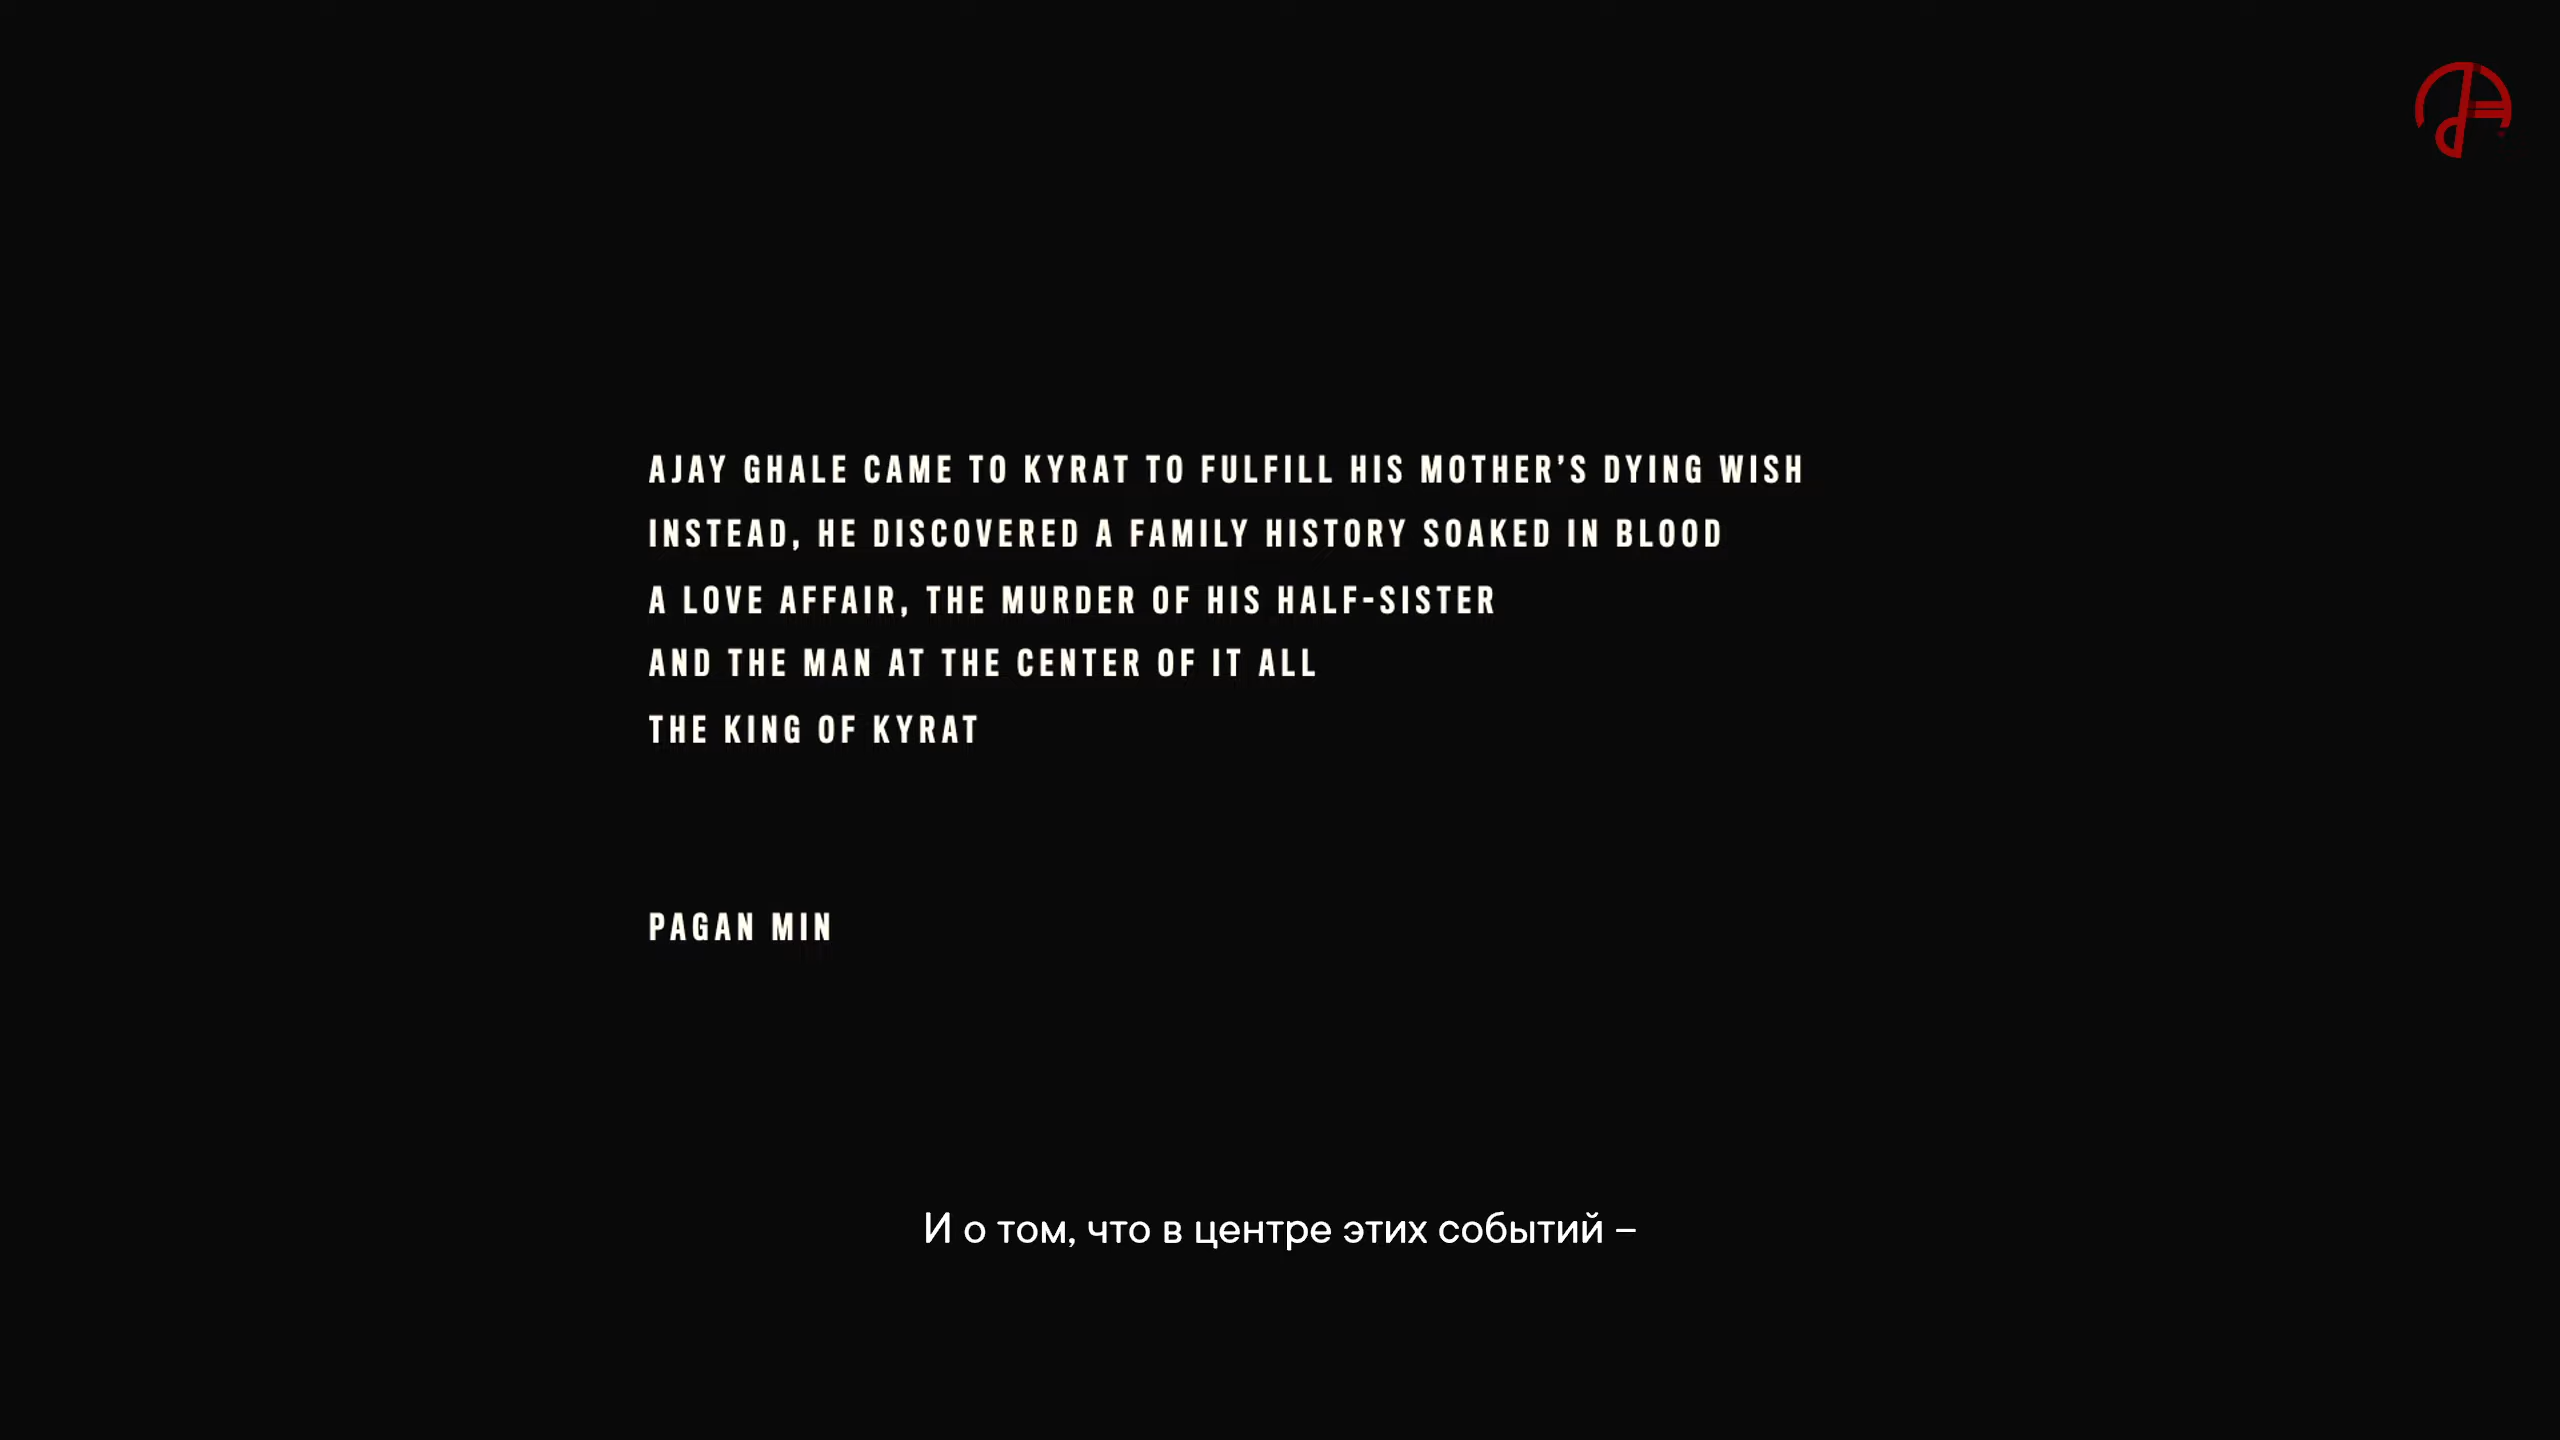 AJAY GHALE CAME TO KYRAT TO FULFILL HIS MOTHER’S DYING WISH
INSTEAD, HE DISCOVERED A FAMILY HISTORY SOAKED IN BLOOD
A LOVE AFFAIR, THE MURDER OF HIS HALF-SISTER
AND THE MAN AT THE CENTER OF IT ALL
THE KING OF KYRAT
PAGAN MIN
И о том, что в центре этих событий –